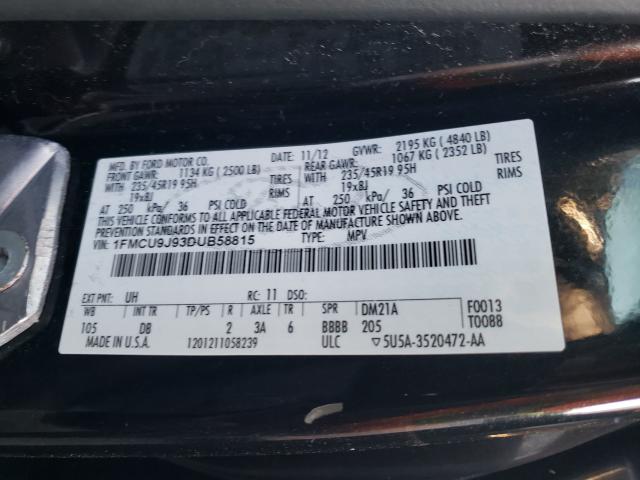 MFD. BY FORD MOTOR CO.
DATE: 11/12 GVWR: 2195 KG ( 4840 LB)
FRONT GAWR: 1134 KG ( 2500 LB) REAR GAWR: 1067 KG ( 2352 LB)
WITH 235/45R19 95H TIRES WITH 235/45R19 95H TIRES
19x8J RIMS 19x8J RIMS
AT 250 kPa/ 36 PSI COLD AT 250 kPa/ 36 PSI COLD
THIS VEHICLE CONFORMS TO ALL APPLICABLE FEDERAL MOTOR VEHICLE SAFETY AND THEFT
PREVENTION STANDARDS IN EFFECT ON THE DATE OF MANUFACTURE SHOWN ABOVE.
VIN: 1FMCU9J93DUB58815 TYPE: MPV
EXT PNT: UH RC: 11 DSO:
WB INT TR TP/PS R AXLE TR SPR DM21A F0013
105 DB 2 3A 6 BBBB 205 T0088
MADE IN U.S.A. 1201211058239 ULC ▽5U5A-3520472-AA